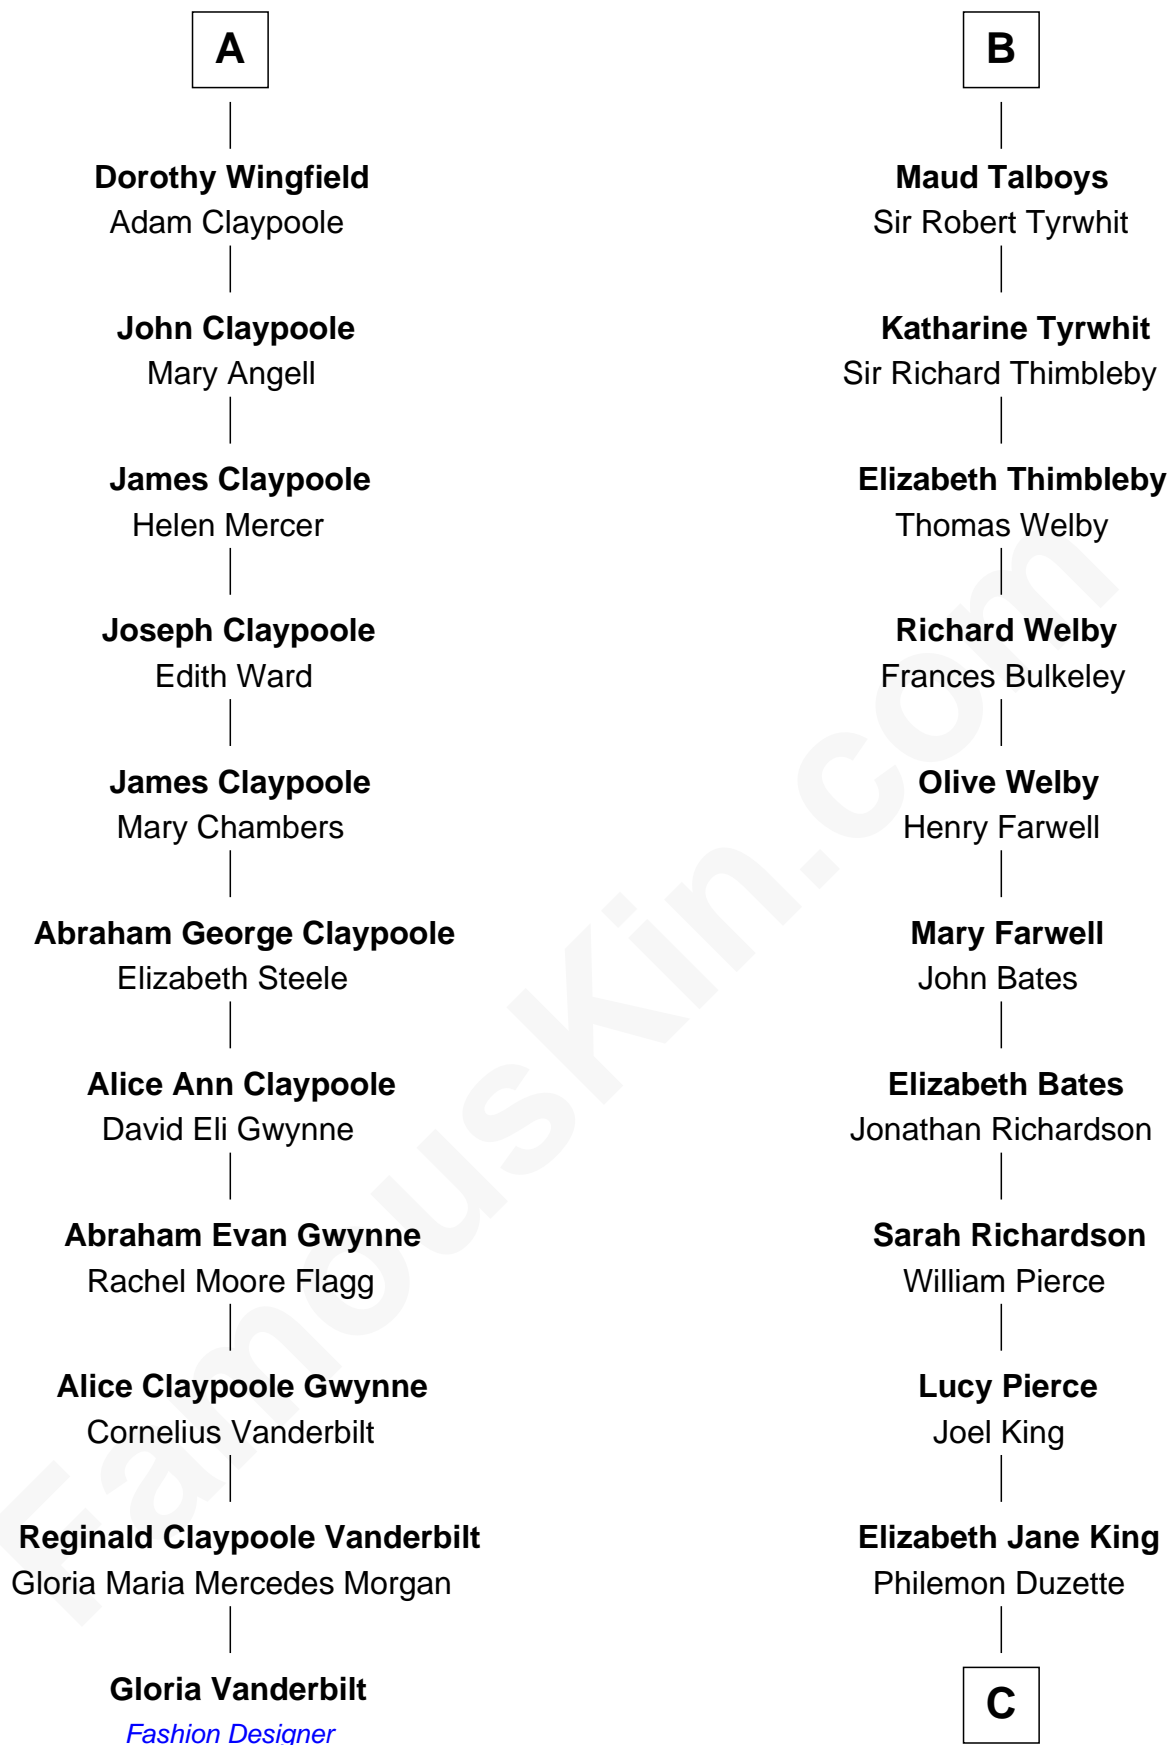 A
Dorothy Wingfield
Adam Claypoole
John Claypoole
Mary Angell
James Claypoole
Helen Mercer
Joseph Claypoole
Edith Ward
James Claypoole
Mary Chambers
Abraham George Claypoole
Elizabeth Steele
Alice Ann Claypoole
David Eli Gwynne
Abraham Evan Gwynne
Rachel Moore Flagg
Alice Claypoole Gwynne
Cornelius Vanderbilt
Reginald Claypoole Vanderbilt
Gloria Maria Mercedes Morgan
Gloria Vanderbilt
Fashion Designer
B
Maud Talboys
Sir Robert Tyrwhit
Katharine Tyrwhit
Sir Richard Thimbleby
Elizabeth Thimbleby
Thomas Welby
Richard Welby
Frances Bulkeley
Olive Welby
Henry Farwell
Mary Farwell
John Bates
Elizabeth Bates
Jonathan Richardson
Sarah Richardson
William Pierce
Lucy Pierce
Joel King
Elizabeth Jane King
Philemon Duzette
C
FamousKin.com